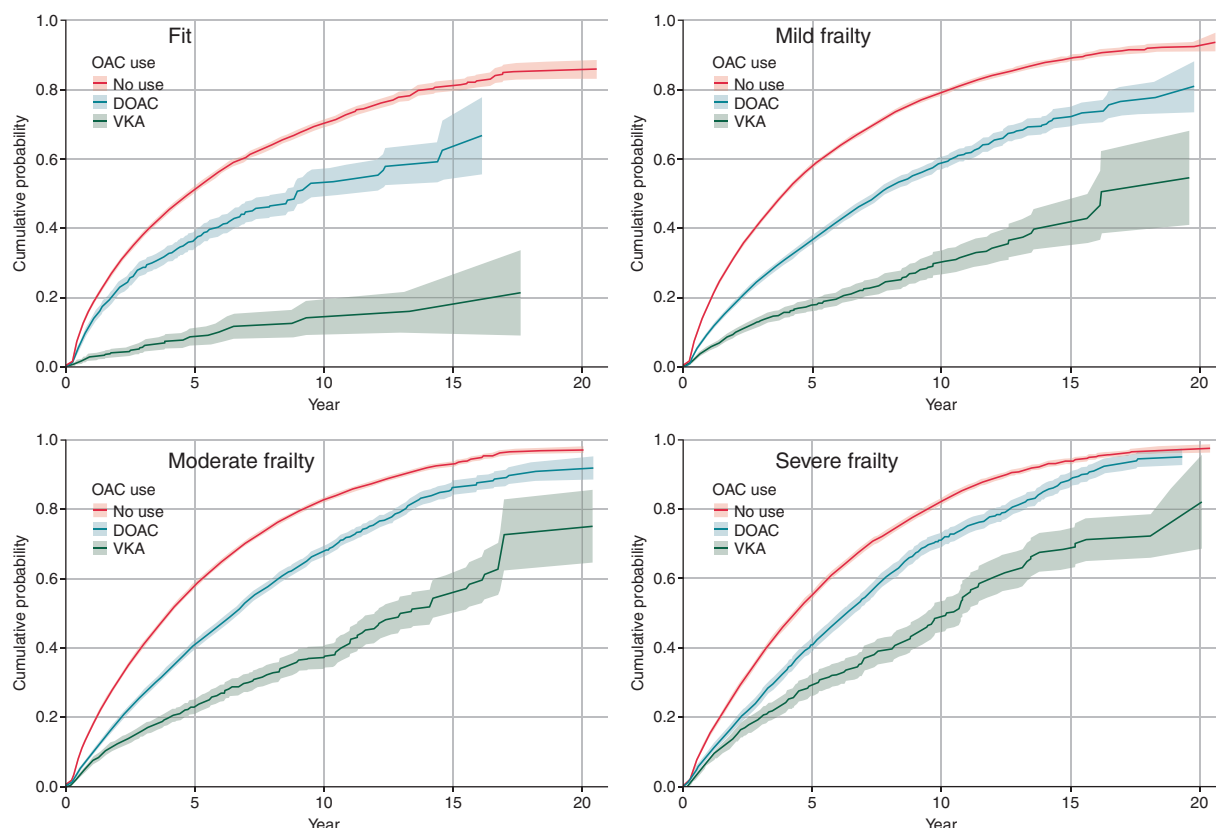 Fit
OAC use
No use
DOAC
VKA
Cumulative probability
1.0
0.8
0.6
0.4
0.2
0.0
0 5 10 15 20
Year
Mild frailty
OAC use
No use
DOAC
VKA
Cumulative probability
1.0
0.8
0.6
0.4
0.2
0.0
0 5 10 15 20
Year
Moderate frailty
OAC use
No use
DOAC
VKA
Cumulative probability
1.0
0.8
0.6
0.4
0.2
0.0
0 5 10 15 20
Year
Severe frailty
OAC use
No use
DOAC
VKA
Cumulative probability
1.0
0.8
0.6
0.4
0.2
0.0
0 5 10 15 20
Year